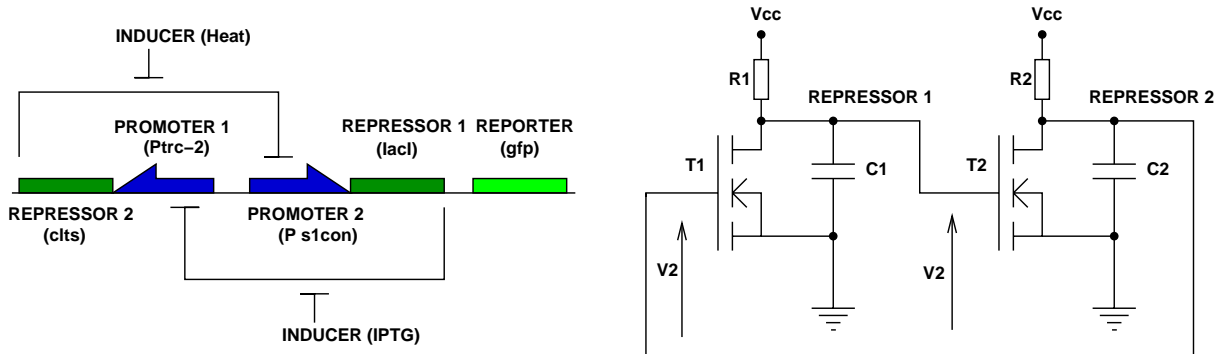 INDUCER (Heat)
PROMOTER 1
(Ptrc−2)
REPRESSOR 1
(lacI)
REPORTER
(gfp)
REPRESSOR 2
(cIts)
PROMOTER 2
(P s1con)
INDUCER (IPTG)
Vcc
R1
REPRESSOR 1
T1
C1
V2
Vcc
R2
REPRESSOR 2
T2
C2
V2